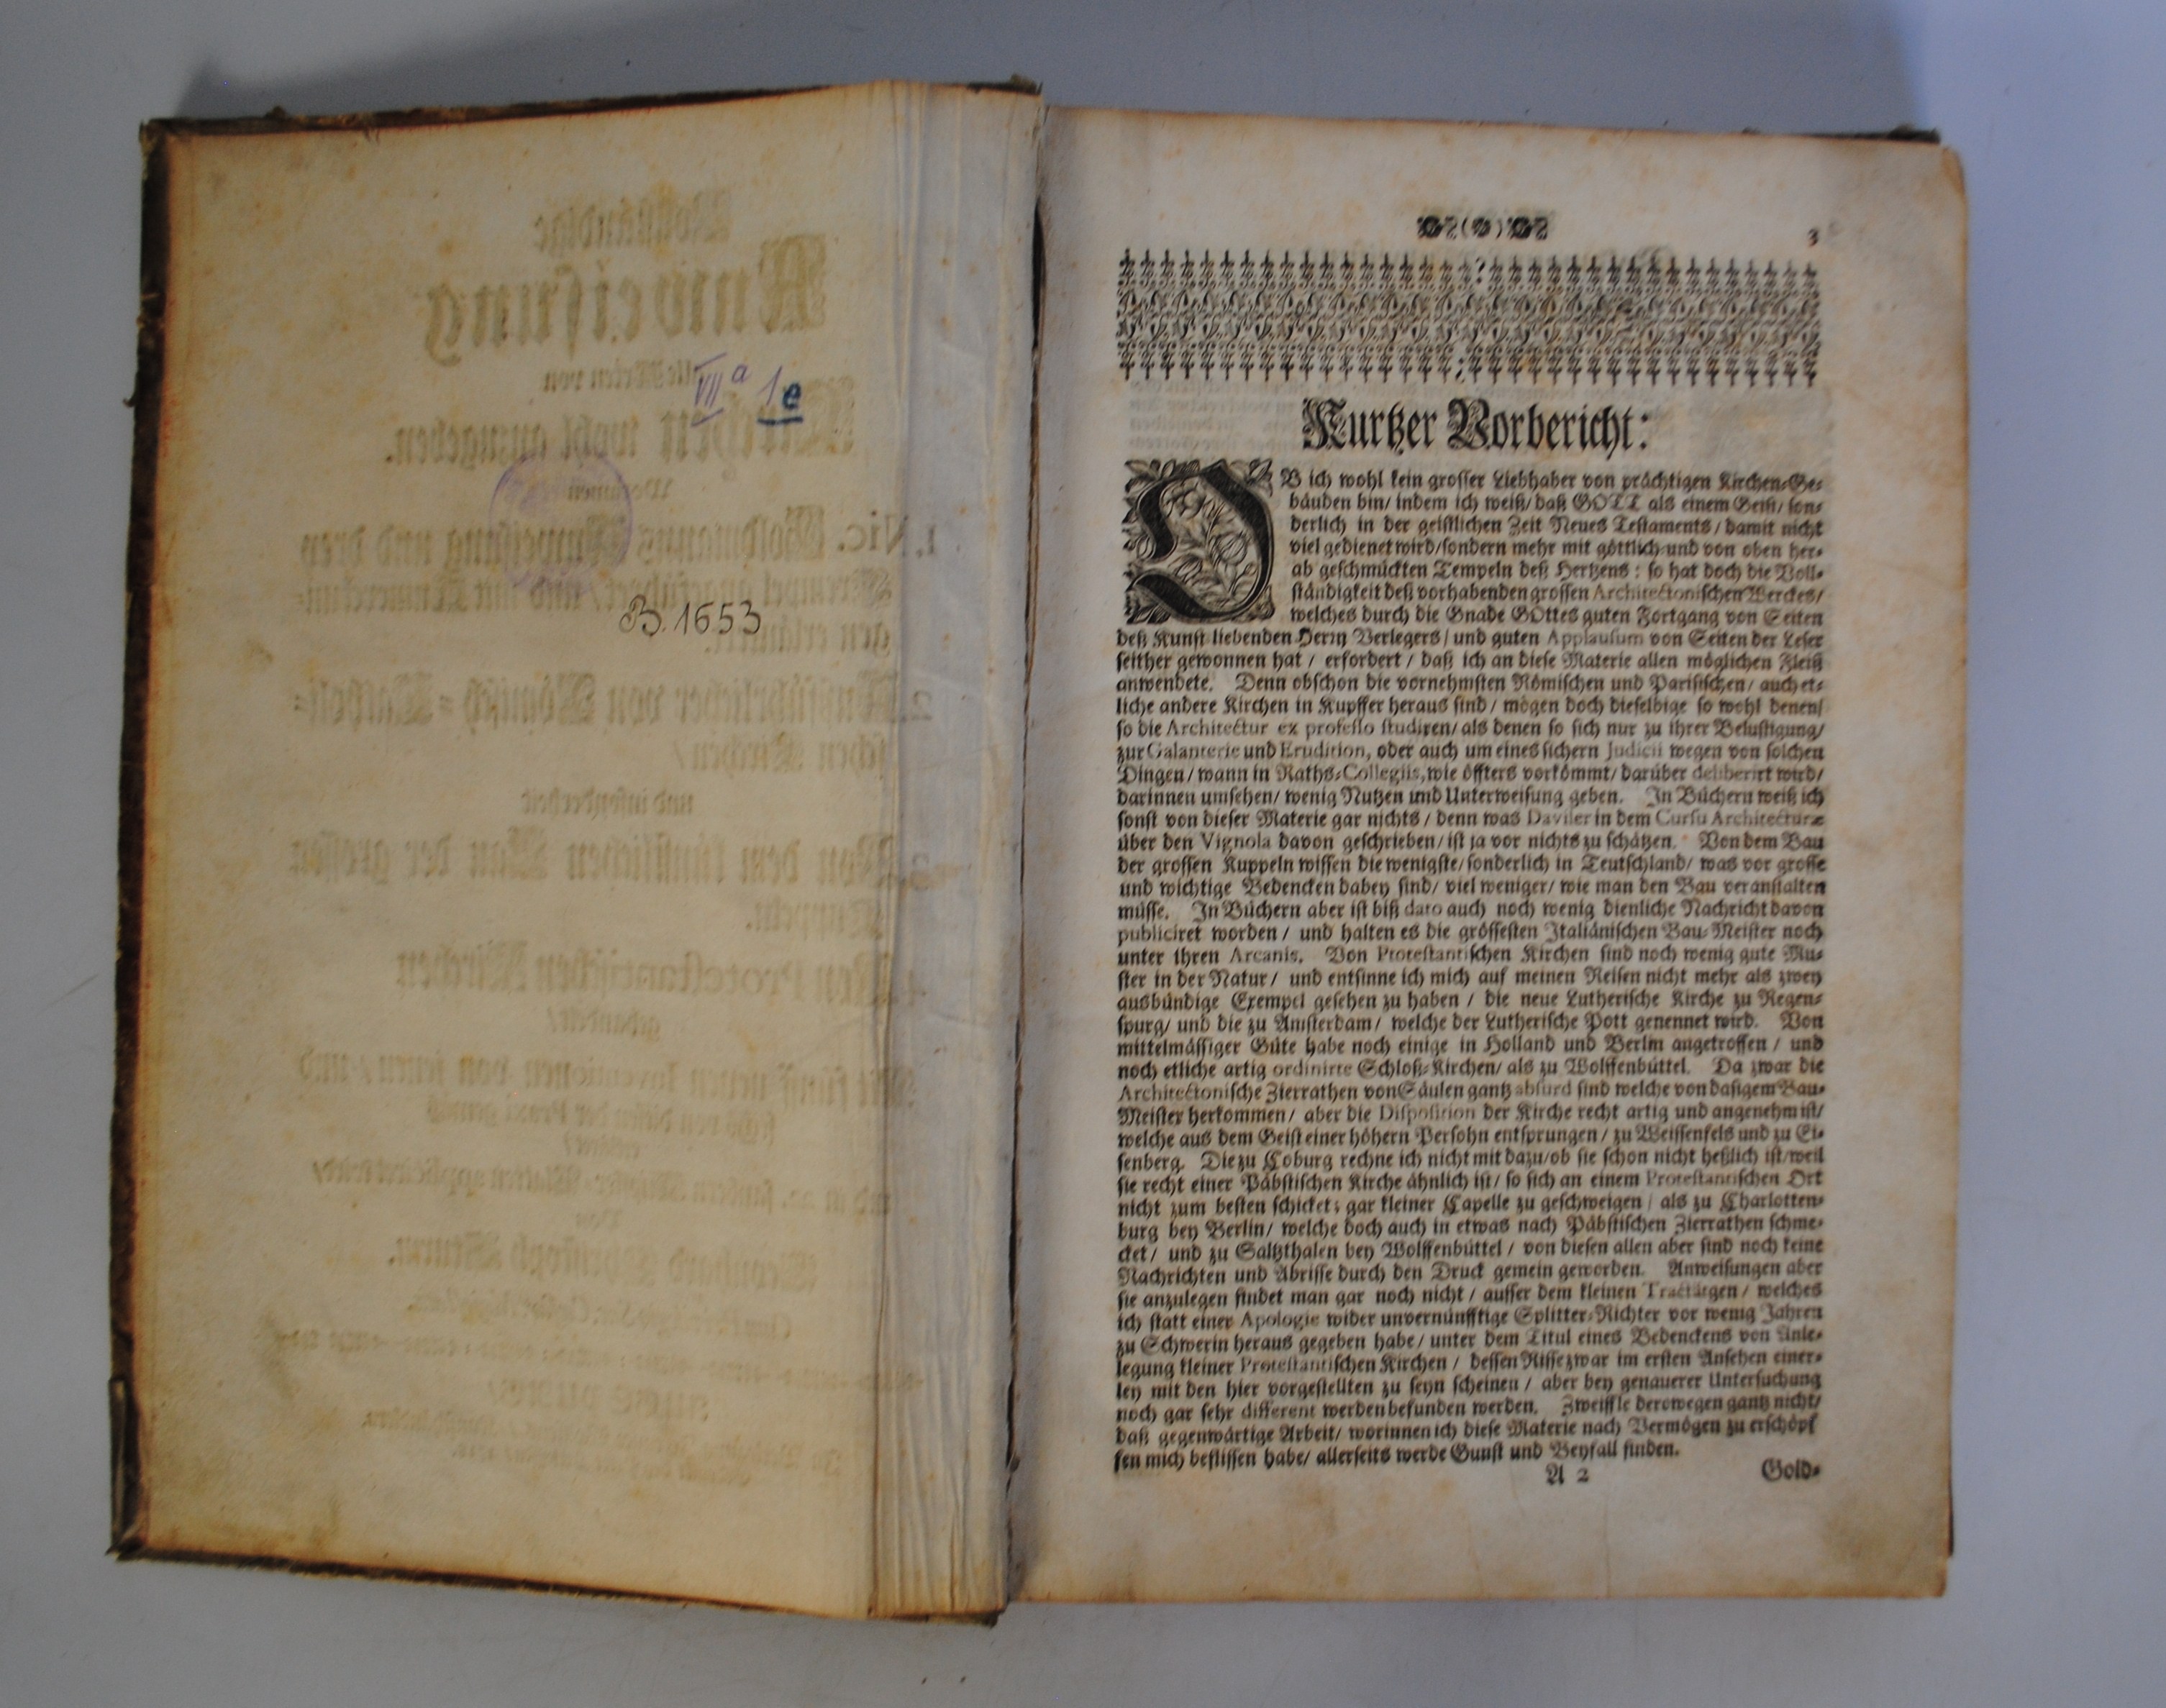 VII a 1e
B. 1653
3
Kurtzer Vorbericht:
OB ich wohl kein grosser Liebhaber von prächtigen Kirchen-Ge-
bäuden bin/ indem ich weiß/ daß GOTT als einem Geist/ son-
derlich in der geistlichen Zeit Neues Testaments/ damit nicht
viel gedienet wird/ sondern mehr mit göttlich- und von oben her-
ab geschmückten Tempeln deß Hertzens: so hat doch die Voll-
ständigkeit deß vorhabenden grossen Architectonischen Werckes/
welches durch die Gnade GOttes guten Fortgang von Seiten
deß Kunst liebenden Herrn Verlegers/ und guten Applausum von Seiten der Leser
seither gewonnen hat/ erfordert/ daß ich an diese Materie allen möglichen Fleiß
anwendete. Denn obschon die vornehmsten Römischen und Parisischen/ auch et-
liche andere Kirchen in Kupffer heraus sind/ mögen doch dieselbige so wohl denen/
so die Architectur ex professo studiren/ als denen so sich nur zu ihrer Belustigung/
zur Galanterie und Erudition, oder auch um eines sichern Judicii wegen von solchen
Dingen/ wann in Raths-Collegiis, wie öffters vorkömmt/ darüber deliberirt wird/
darinnen umsehen/ wenig Nutzen und Unterweisung geben. In Büchern weiß ich
sonst von dieser Materie gar nichts/ denn was Daviler in dem Cursu Architecturæ
über den Vignola davon geschrieben/ ist ja vor nichts zu schätzen. Von dem Bau
der grossen Kuppeln wissen die wenigste/ sonderlich in Teutschland/ was vor grosse
und wichtige Bedencken dabey sind/ viel weniger/ wie man den Bau veranstalten
müsse. In Büchern aber ist biß dato auch noch wenig dienliche Nachricht davon
publiciret worden/ und halten es die grössesten Italiänischen Bau-Meister noch
unter ihren Arcanis. Von Protestantischen Kirchen sind noch wenig gute Mu-
ster in der Natur/ und entsinne ich mich auf meinen Reisen nicht mehr als zwey
ausbündige Exempel gesehen zu haben/ die neue Lutherische Kirche zu Regen-
spurg/ und die zu Amsterdam/ welche der Lutherische Pott genennet wird. Von
mittelmässiger Güte habe noch einige in Holland und Berlin angetroffen/ und
noch etliche artig ordinirte Schloß-Kirchen/ als zu Wolffenbüttel. Da zwar die
Architectonische Zierrathen von Säulen gantz absurd sind welche von dasigem Bau-
Meister herkommen/ aber die Disposition der Kirche recht artig und angenehm ist/
welche aus dem Geist einer höhern Persohn entsprungen/ zu Weissenfels und zu Ei-
senberg. Die zu Coburg rechne ich nicht mit dazu/ ob sie schon nicht heßlich ist/ weil
sie recht einer Päbstischen Kirche ähnlich ist/ so sich an einem Protestantischen Ort
nicht zum besten schicket; gar kleiner Capelle zu geschweigen/ als zu Charlotten-
burg bey Berlin/ welche doch auch in etwas nach Päbstischen Zierrathen schme-
cket/ und zu Saltzthalen bey Wolffenbüttel/ von diesen allen aber sind noch keine
Nachrichten und Abrisse durch den Druck gemein geworden. Anweisungen aber
sie anzulegen findet man gar noch nicht/ ausser dem kleinen Tractätgen/ welches
ich statt einer Apologie wider unvernünfftige Splitter-Richter vor wenig Jahren
zu Schwerin heraus gegeben habe/ unter dem Titul eines Bedenckens von Anle-
legung kleiner Protestantischen Kirchen/ dessen Risse zwar im ersten Ansehen einer-
ley mit den hier vorgestellten zu seyn scheinen/ aber bey genauerer Untersuchung
noch gar sehr different werden befunden werden. Zweiffle derowegen gantz nicht/
daß gegenwärtige Arbeit/ worinnen ich diese Materie nach Vermögen zu erschöpf
fen mich beflissen habe/ allerseits werde Gunst und Beyfall finden.
A 2
Gold-